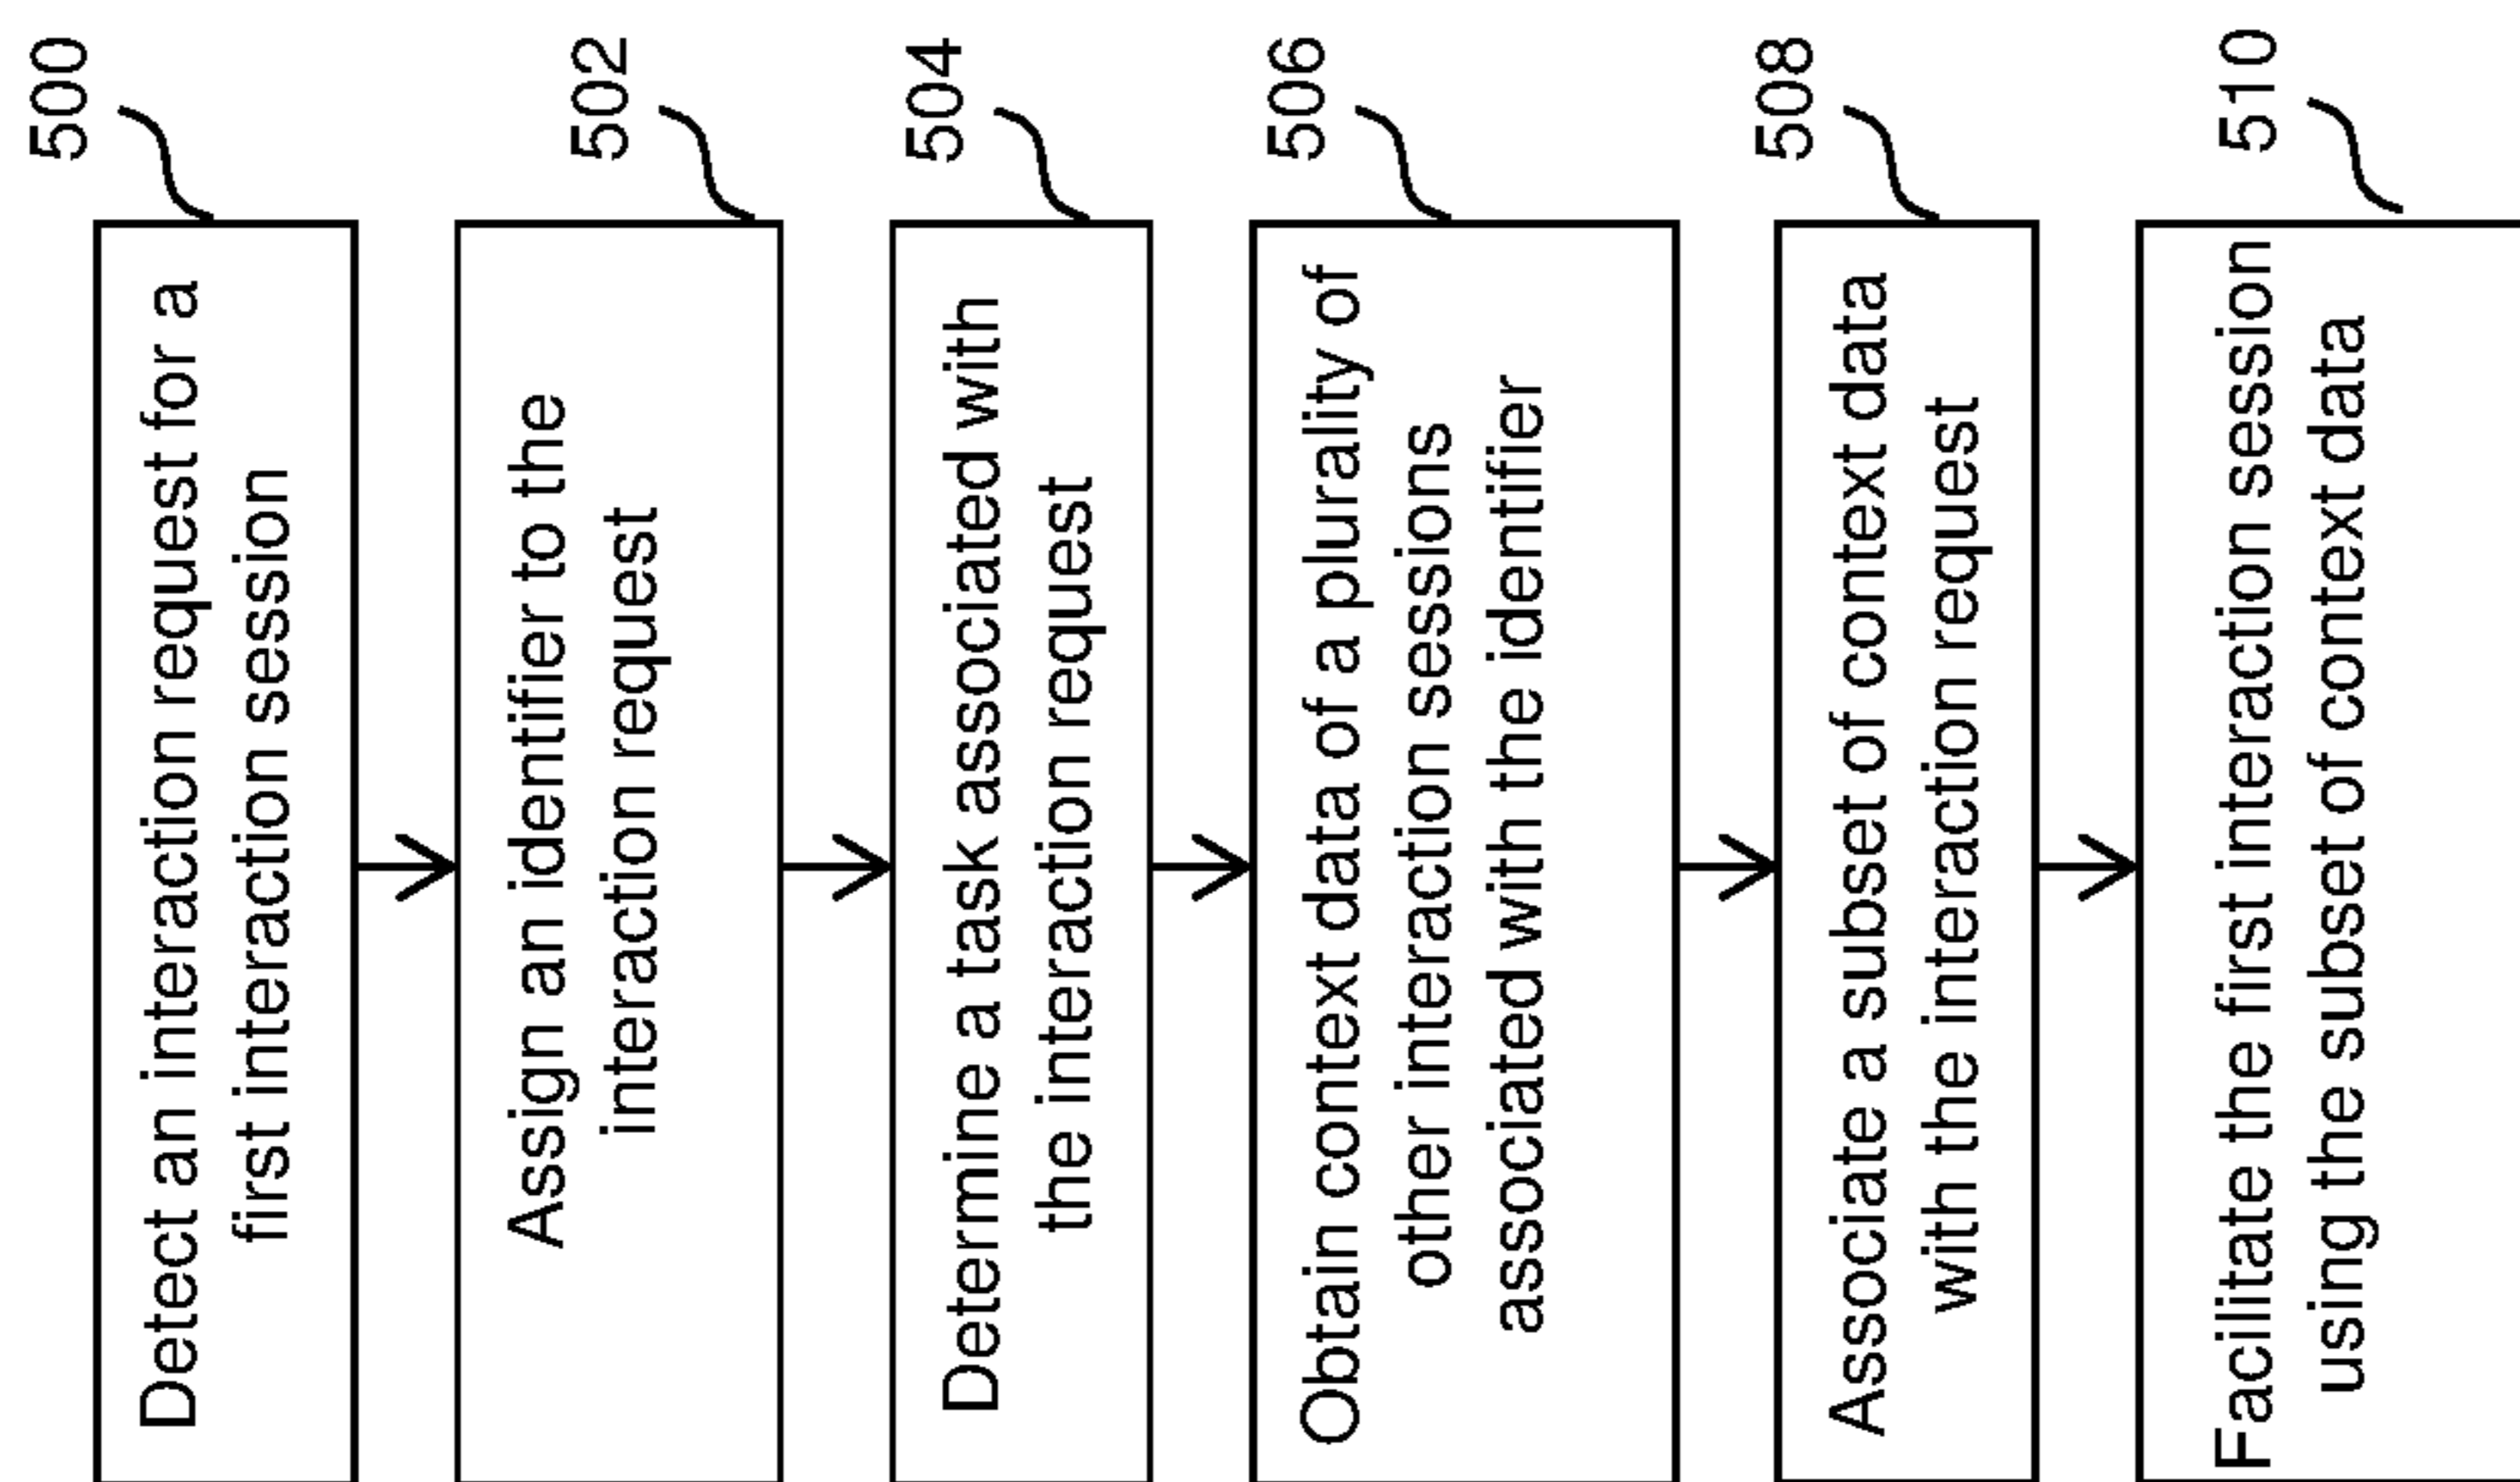 500
Detect an interaction request for a
first interaction session
502
Assign an identifier to the
interaction request
504
Determine a task associated with
the interaction request
506
Obtain context data of a plurality of
other interaction sessions
associated with the identifier
508
Associate a subset of context data
with the interaction request
510
Facilitate the first interaction session
using the subset of context data